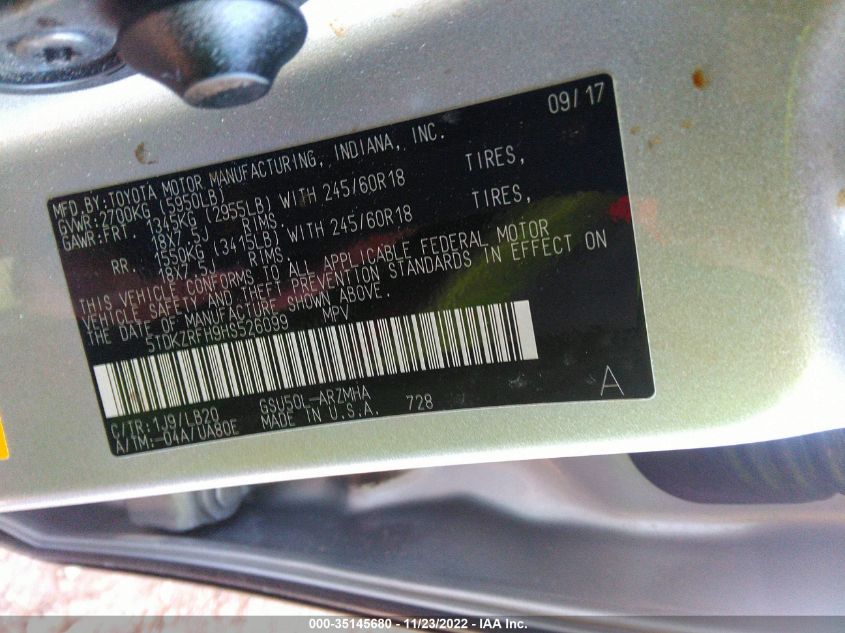 09/17
MFD.BY:TOYOTA MOTOR MANUFACTURING, INDIANA, INC.
GVWR:2700KG (5950LB)
GAWR:FRT. 1345KG (2955LB) WITH 245/60R18 TIRES,
18X7.5J RIMS.
RR. 1550KG (3415LB) WITH 245/60R18 TIRES,
18X7.5J RIMS.
THIS VEHICLE CONFORMS TO ALL APPLICABLE FEDERAL MOTOR
VEHICLE SAFETY AND THEFT PREVENTION STANDARDS IN EFFECT ON
THE DATE OF MANUFACTURE SHOWN ABOVE.
5TDKZRFH9HS526099 MPV
C/TR:1J9/LB20 GSU50L-ARZMHA
A/TM:-04A/UA80E MADE IN U.S.A. 728
A
000-35145680 - 11/23/2022 - IAA Inc.